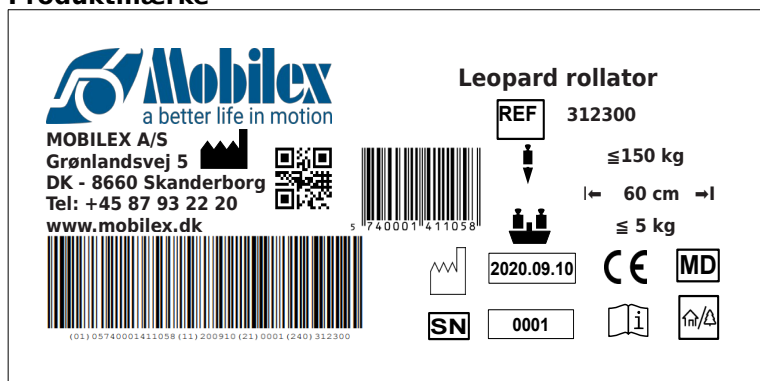 Produktmærke
Mobilex
a better life in motion
MOBILEX A/S
Grønlandsvej 5
DK - 8660 Skanderborg
Tel: +45 87 93 22 20
www.mobilex.dk
5 740001 411058
(01)05740001411058(11)200910(21)0001(240)312300
Leopard rollator
REF 312300
≦150 kg
60 cm
≦ 5 kg
2020.09.10 CE MD
SN 0001 i